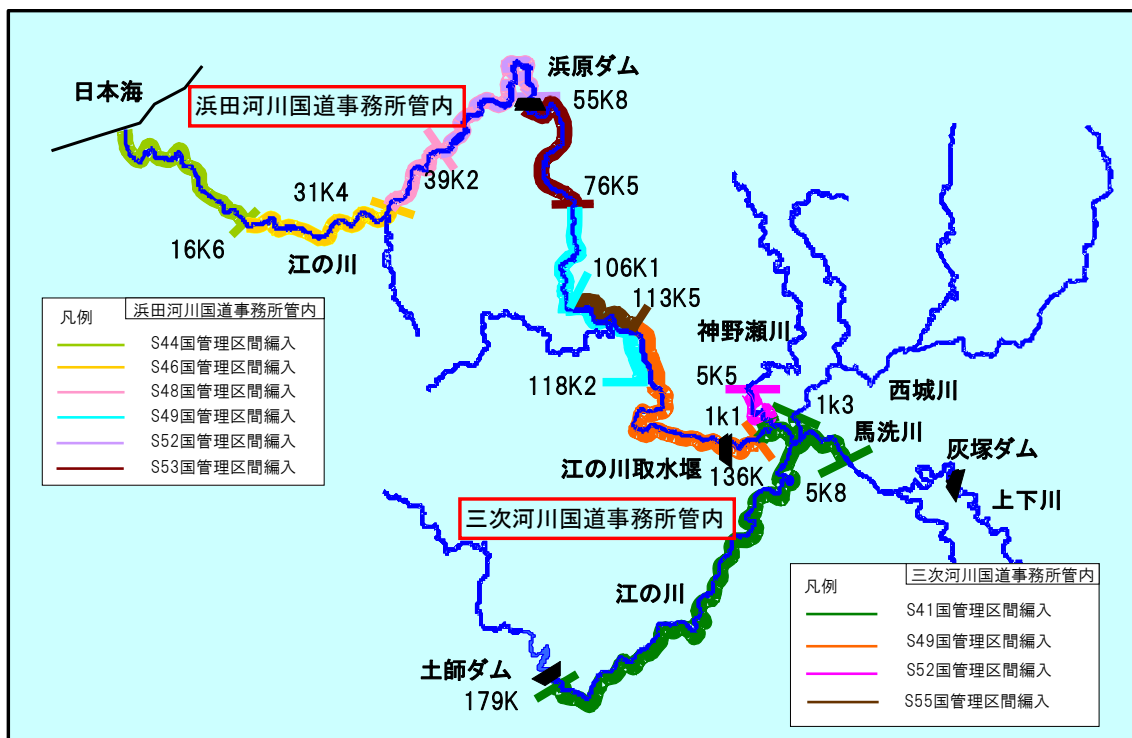 浜原ダム
日本海
浜田河川国道事務所管内
55K8
31K4
39K2
76K5
16K6
江の川
106K1
113K5
神野瀬川
凡例
浜田河川国道事務所管内
S44国管理区間編入
S46国管理区間編入
S48国管理区間編入
S49国管理区間編入
S52国管理区間編入
S53国管理区間編入
118K2
5K5
西城川
1k1
1k3
馬洗川
江の川取水堰
136K
5K8
灰塚ダム
上下川
三次河川国道事務所管内
江の川
土師ダム
179K
凡例
三次河川国道事務所管内
S41国管理区間編入
S49国管理区間編入
S52国管理区間編入
S55国管理区間編入